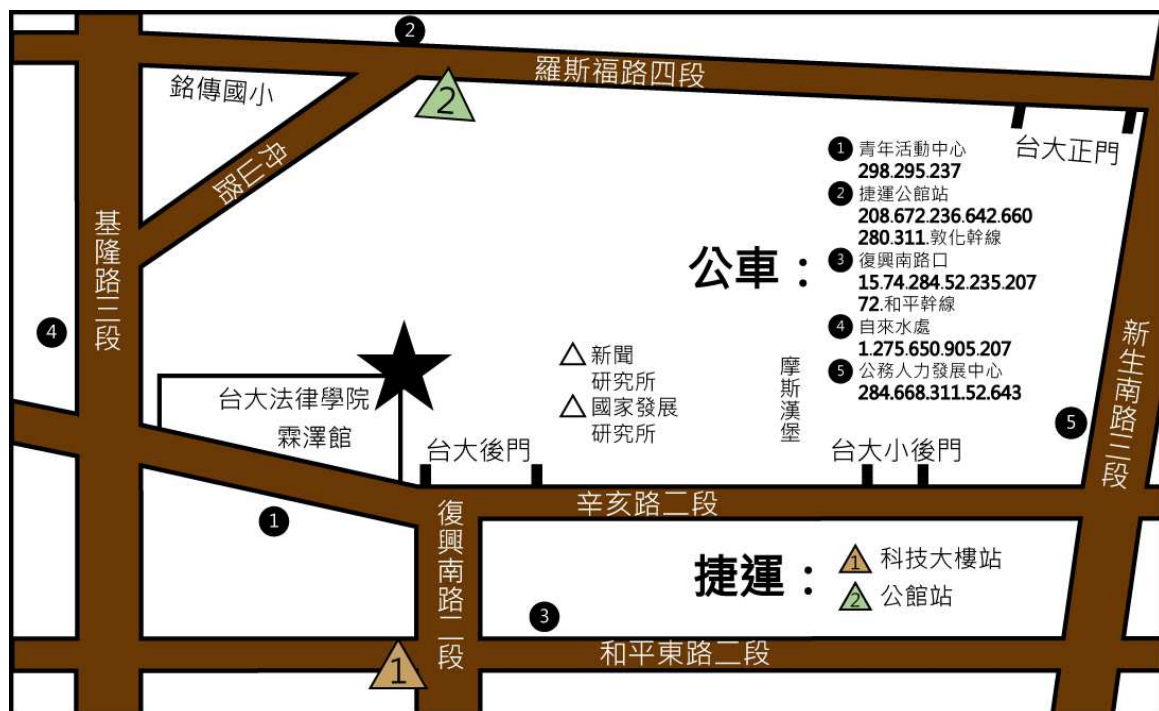 2
羅斯福路四段
銘傳國小
2
舟山路
台大正門
基隆路三段
公車：
1 青年活動中心
298.295.237
2 捷運公館站
208.672.236.642.660
280.311.敦化幹線
3 復興南路口
15.74.284.52.235.207
72.和平幹線
4 自來水處
1.275.650.905.207
5 公務人力發展中心
284.668.311.52.643
新生南路三段
4
台大法律學院
霖澤館
新聞
研究所
國家發展
研究所
摩斯漢堡
5
台大後門
台大小後門
辛亥路二段
1
復興南路二段
捷運：
1 科技大樓站
2 公館站
3
和平東路二段
1